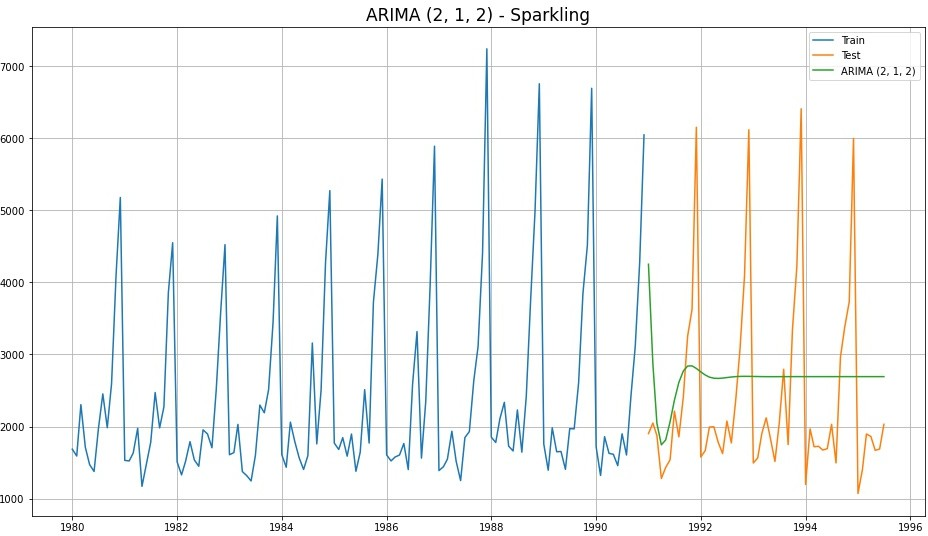 ARIMA (2, 1, 2) - Sparkling
Train
Test
ARIMA (2, 1, 2)
7000
6000
5000
4000
3000
2000
1000
1980 1982 1984 1986 1988 1990 1992 1994 1996